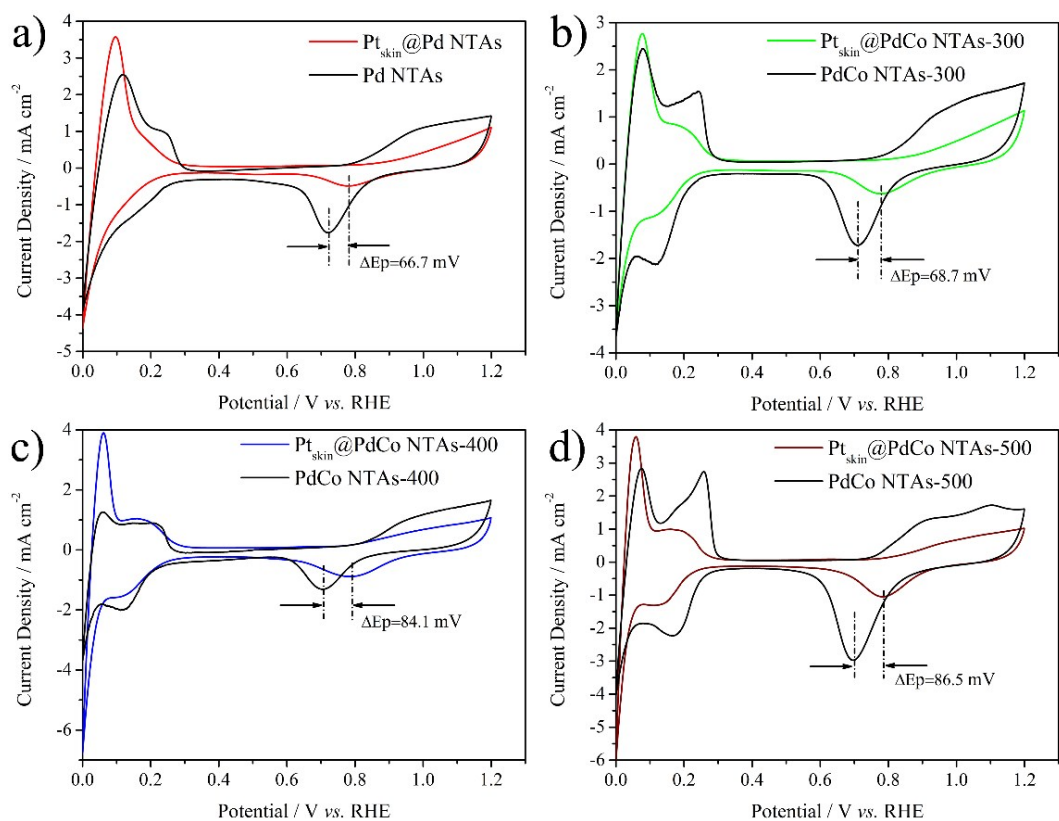 a)
Pt_skin@Pd NTAs
Pd NTAs
Current Density / mA cm⁻²
4
3
2
1
0
-1
-2
-3
-4
-5
ΔEp=66.7 mV
0.0 0.2 0.4 0.6 0.8 1.0 1.2
Potential / V vs. RHE
b)
Pt_skin@PdCo NTAs-300
PdCo NTAs-300
Current Density / mA cm⁻²
3
2
1
0
-1
-2
-3
-4
ΔEp=68.7 mV
0.0 0.2 0.4 0.6 0.8 1.0 1.2
Potential / V vs. RHE
c)
Pt_skin@PdCo NTAs-400
PdCo NTAs-400
Current Density / mA cm⁻²
4
2
0
-2
-4
-6
ΔEp=84.1 mV
0.0 0.2 0.4 0.6 0.8 1.0 1.2
Potential / V vs. RHE
d)
Pt_skin@PdCo NTAs-500
PdCo NTAs-500
Current Density / mA cm⁻²
4
3
2
1
0
-1
-2
-3
-4
-5
-6
ΔEp=86.5 mV
0.0 0.2 0.4 0.6 0.8 1.0 1.2
Potential / V vs. RHE